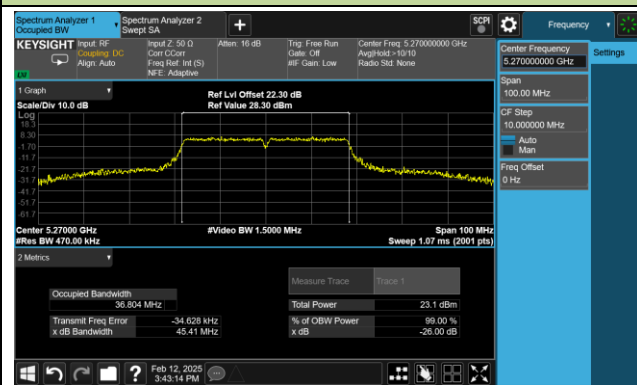 Spectrum Analyzer 1
Occupied BW
Spectrum Analyzer 2
Swept SA
+
SCPI
Frequency
KEYSIGHT
Input: RF
Coupling: DC
Align: Auto
Input Z: 50 Ω
Corr CCorr
Freq Ref: Int (S)
NFE: Adaptive
Atten: 16 dB
Trig: Free Run
Gate: Off
#IF Gain: Low
Center Freq: 5.270000000 GHz
Avg|Hold:>10/10
Radio Std: None
Center Frequency
5.270000000 GHz
Settings
Span
100.00 MHz
CF Step
10.000000 MHz
Auto
Man
Freq Offset
0 Hz
1 Graph
Scale/Div 10.0 dB
Ref Lvl Offset 22.30 dB
Ref Value 28.30 dBm
Log
18.3
8.30
-1.70
-11.7
-21.7
-31.7
-41.7
-51.7
-61.7
Center 5.27000 GHz
#Res BW 470.00 kHz
#Video BW 1.5000 MHz
Span 100 MHz
Sweep 1.07 ms (2001 pts)
2 Metrics
Measure Trace
Trace 1
Occupied Bandwidth
36.804 MHz
Total Power
23.1 dBm
Transmit Freq Error
-34.628 kHz
% of OBW Power
99.00 %
x dB Bandwidth
45.41 MHz
x dB
-26.00 dB
Feb 12, 2025
3:43:14 PM